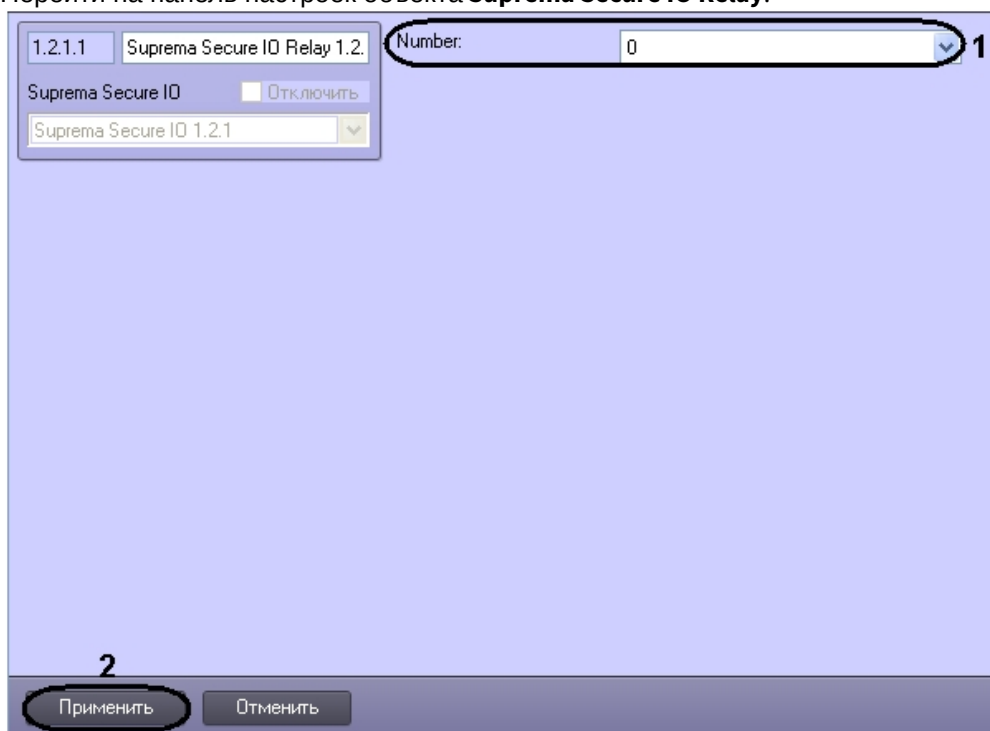 Перейти на панель настроек объекта Suprema Secure IO Relay.
1.2.1.1 Suprema Secure IO Relay 1.2. Number: 0 1
Suprema Secure IO Отключить
Suprema Secure IO 1.2.1
2
Применить Отменить